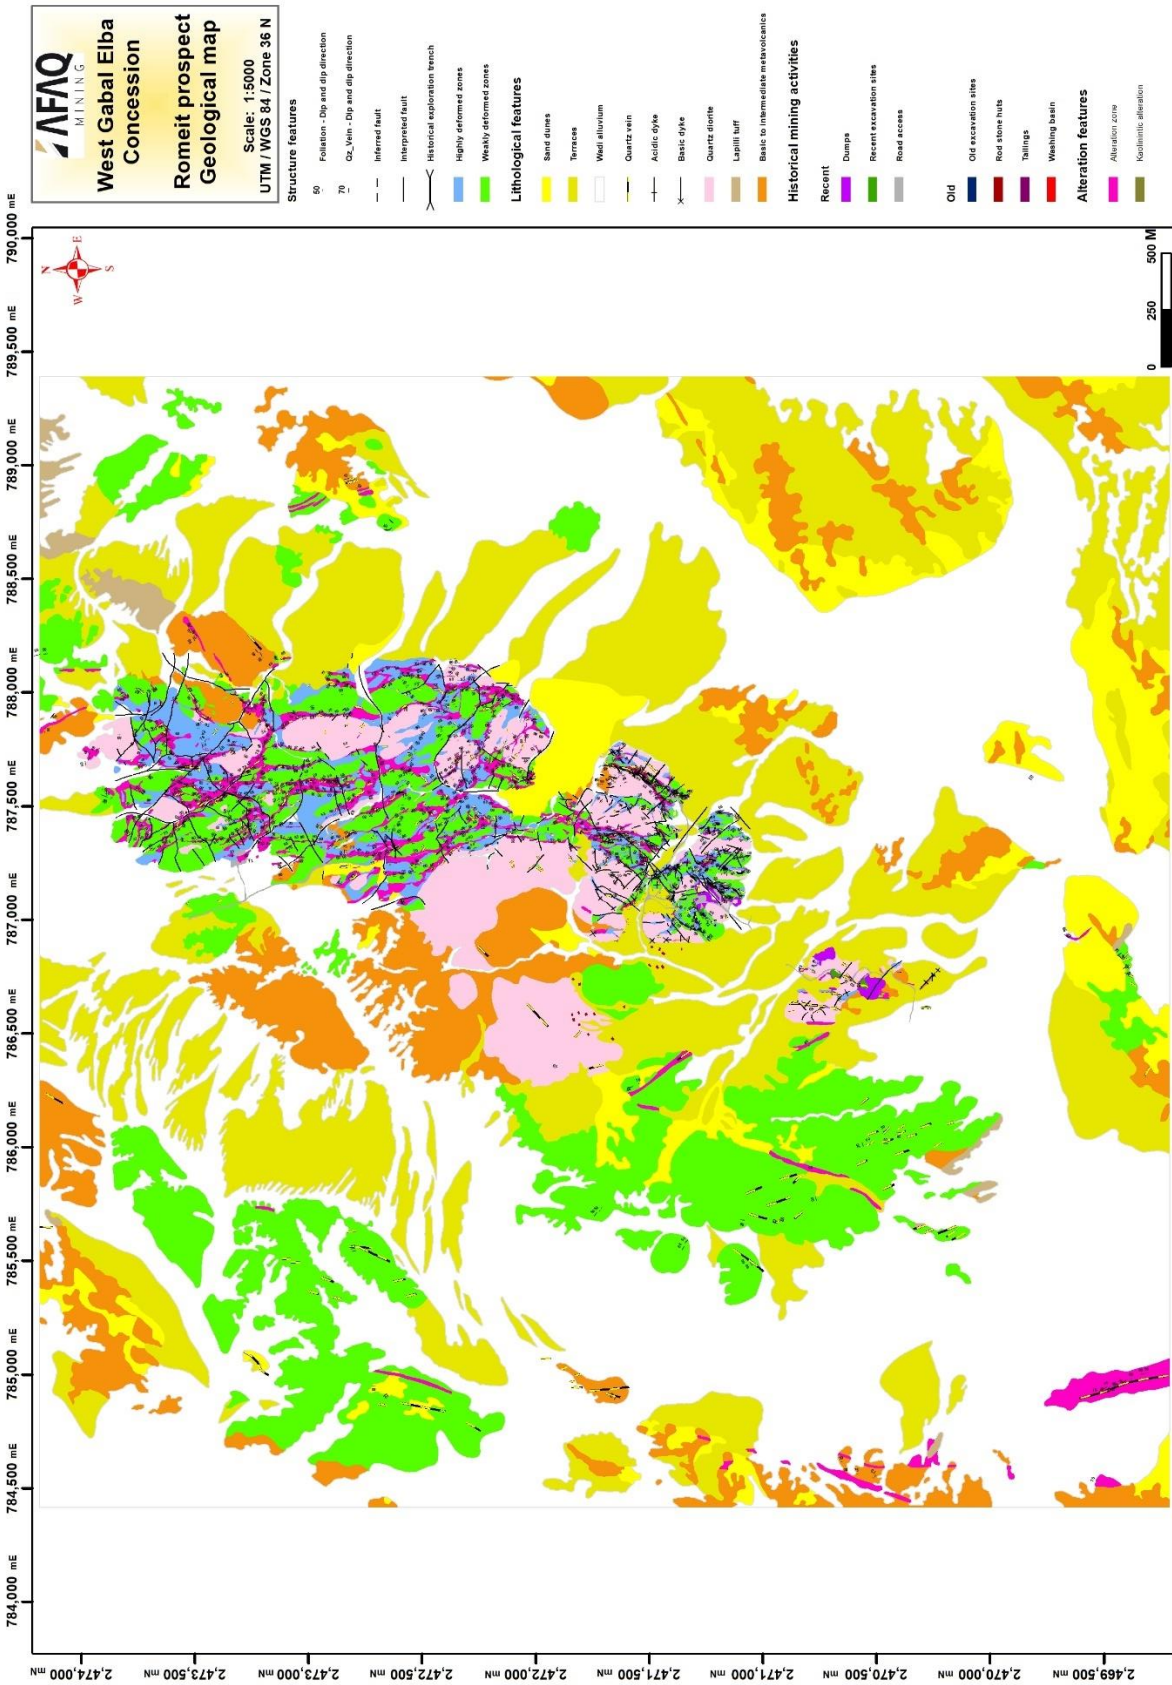 AFAQ
MINING
West Gabal Elba
Concession
Romeit prospect
Geological map
Scale: 1:5000
UTM / WGS 84 / Zone 36 N
Structure features
50 Foliation - Dip and dip direction
70 Qz_Vein - Dip and dip direction
Inferred fault
Interpreted fault
Historical exploration trench
Highly deformed zones
Weakly deformed zones
Lithological features
Sand dunes
Terraces
Wadi alluvium
Quartz vein
Acidic dyke
Basic dyke
Quartz diorite
Lapilli tuff
Basic to intermediate metavolcanics
Historical mining activities
Recent
Dumps
Recent excavation sites
Road access
Old
Old excavation sites
Rod stone huts
Tailings
Washing basin
Alteration features
Alteration zone
Kaolinintic alteration
N
W E
S
784,000 mE
784,500 mE
785,000 mE
785,500 mE
786,000 mE
786,500 mE
787,000 mE
787,500 mE
788,000 mE
788,500 mE
789,000 mE
789,500 mE
790,000 mE
2,474,000 mN
2,473,500 mN
2,473,000 mN
2,472,500 mN
2,472,000 mN
2,471,500 mN
2,471,000 mN
2,470,500 mN
2,470,000 mN
2,469,500 mN
0 250 500 M